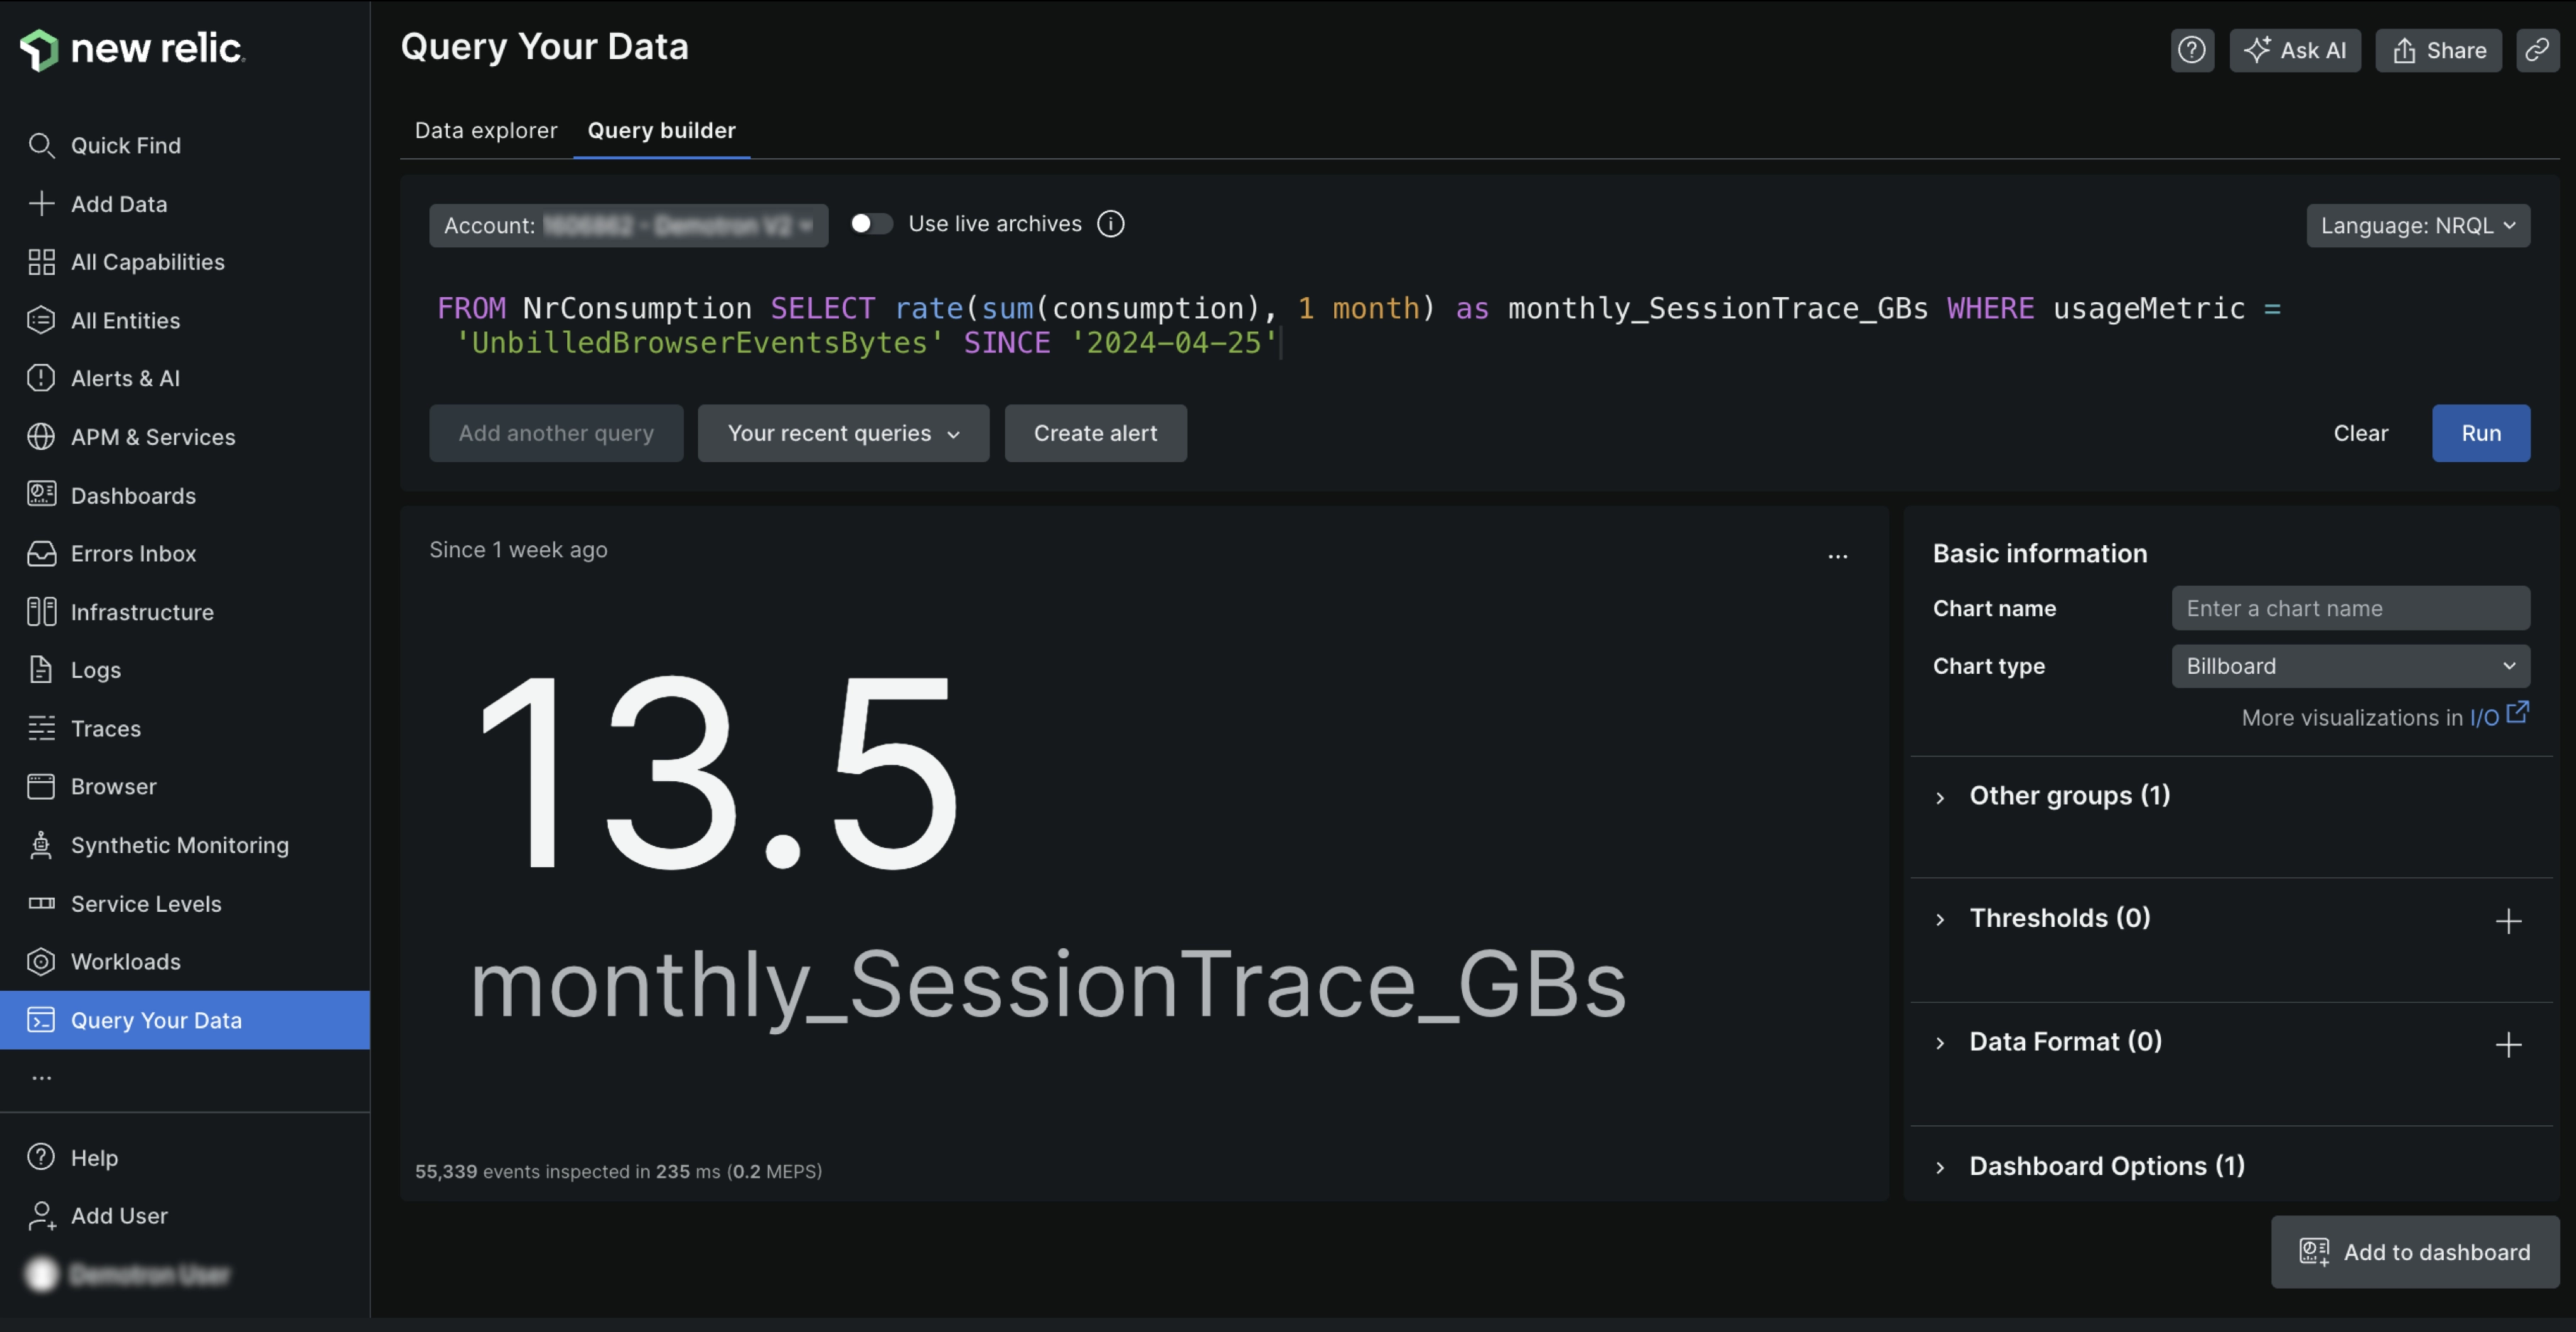 new relic.
Quick Find
Add Data
All Capabilities
All Entities
Alerts & AI
APM & Services
Dashboards
Errors Inbox
Infrastructure
Logs
Traces
Browser
Synthetic Monitoring
Service Levels
Workloads
Query Your Data
...
Help
Add User
Query Your Data
Ask AI
Share
Data explorer
Query builder
Account:
Use live archives
Language: NRQL
FROM NrConsumption SELECT rate(sum(consumption), 1 month) as monthly_SessionTrace_GBs WHERE usageMetric =
'UnbilledBrowserEventsBytes' SINCE '2024-04-25'
Add another query
Your recent queries
Create alert
Clear
Run
Since 1 week ago
...
13.5
monthly_SessionTrace_GBs
55,339 events inspected in 235 ms (0.2 MEPS)
Basic information
Chart name
Enter a chart name
Chart type
Billboard
More visualizations in I/O
Other groups (1)
Thresholds (0)
Data Format (0)
Dashboard Options (1)
Add to dashboard